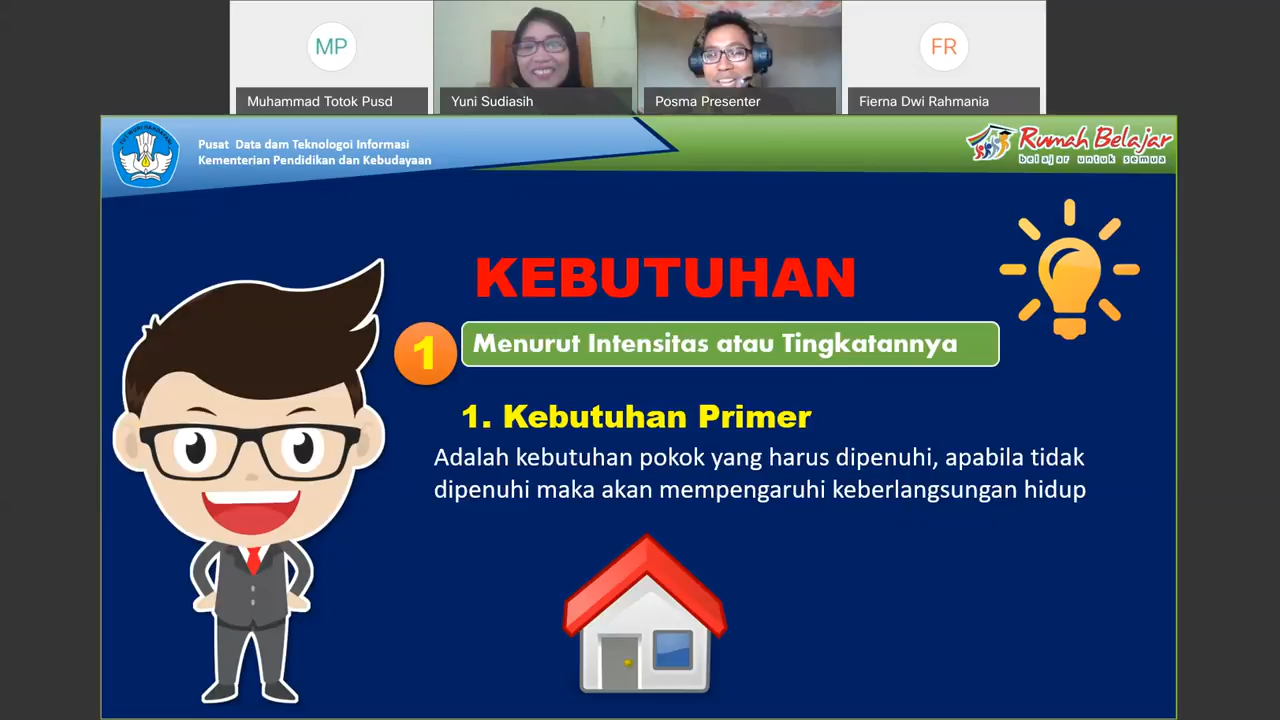 MP
FR
Muhammad Totok Pusd
Yuni Sudiasih
Posma Presenter
Fierna Dwi Rahmania
Pusat Data dam Teknologoi Informasi
Kementerian Pendidikan dan Kebudayaan
Rumah Belajar
belajar untuk semua
KEBUTUHAN
1
Menurut Intensitas atau Tingkatannya
1. Kebutuhan Primer
Adalah kebutuhan pokok yang harus dipenuhi, apabila tidak
dipenuhi maka akan mempengaruhi keberlangsungan hidup